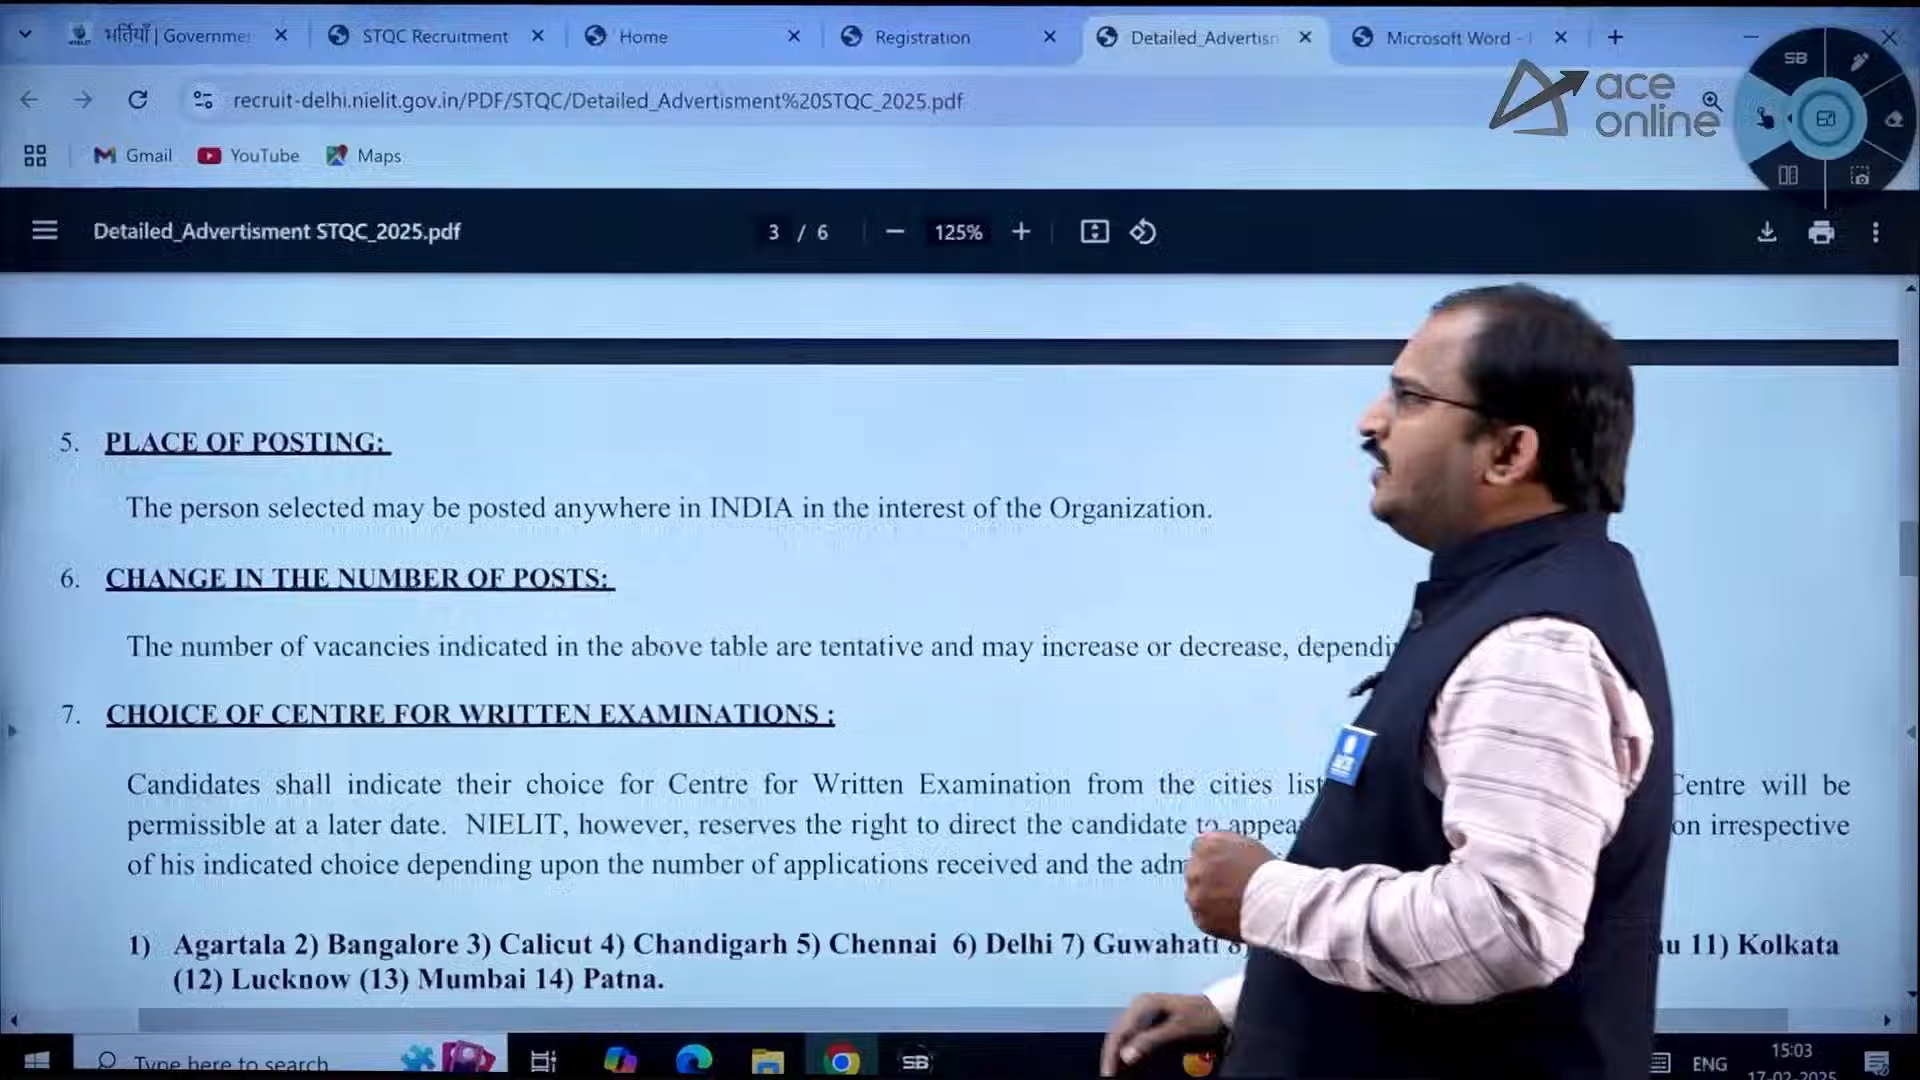 भर्तियाँ | Governme
STQC Recruitment
Home
Registration
Detailed_Advertisn
Microsoft Word -
recruit-delhi.nielit.gov.in/PDF/STQC/Detailed_Advertisment%20STQC_2025.pdf
ace
online
SB
Gmail
YouTube
Maps
Detailed_Advertisment STQC_2025.pdf
3 / 6
125%
5. PLACE OF POSTING:
The person selected may be posted anywhere in INDIA in the interest of the Organization.
6. CHANGE IN THE NUMBER OF POSTS:
The number of vacancies indicated in the above table are tentative and may increase or decrease,
7. CHOICE OF CENTRE FOR WRITTEN EXAMINATIONS :
Candidates shall indicate their choice for Centre for Written Examination from the cities Centre will be
permissible at a later date. NIELIT, however, reserves the right to direct the candidate to irrespective
of his indicated choice depending upon the number of applications received and the
1) Agartala 2) Bangalore 3) Calicut 4) Chandigarh 5) Chennai 6) Delhi 7) Guwahati 11) Kolkata
(12) Lucknow (13) Mumbai 14) Patna.
Type here to search
SB
ENG
15:03
17-02-2025